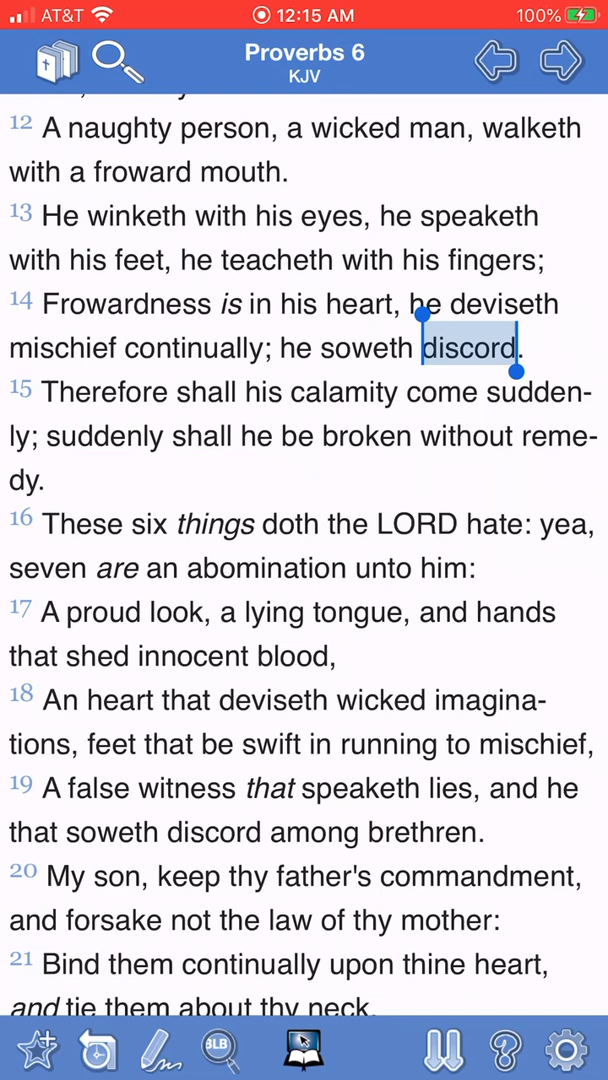 AT&T 12:15 AM 100%
Proverbs 6
KJV
12 A naughty person, a wicked man, walketh
with a froward mouth.
13 He winketh with his eyes, he speaketh
with his feet, he teacheth with his fingers;
14 Frowardness is in his heart, he deviseth
mischief continually; he soweth discord.
15 Therefore shall his calamity come sudden-
ly; suddenly shall he be broken without reme-
dy.
16 These six things doth the LORD hate: yea,
seven are an abomination unto him:
17 A proud look, a lying tongue, and hands
that shed innocent blood,
18 An heart that deviseth wicked imagina-
tions, feet that be swift in running to mischief,
19 A false witness that speaketh lies, and he
that soweth discord among brethren.
20 My son, keep thy father's commandment,
and forsake not the law of thy mother:
21 Bind them continually upon thine heart,
and tie them about thy neck.
BLB